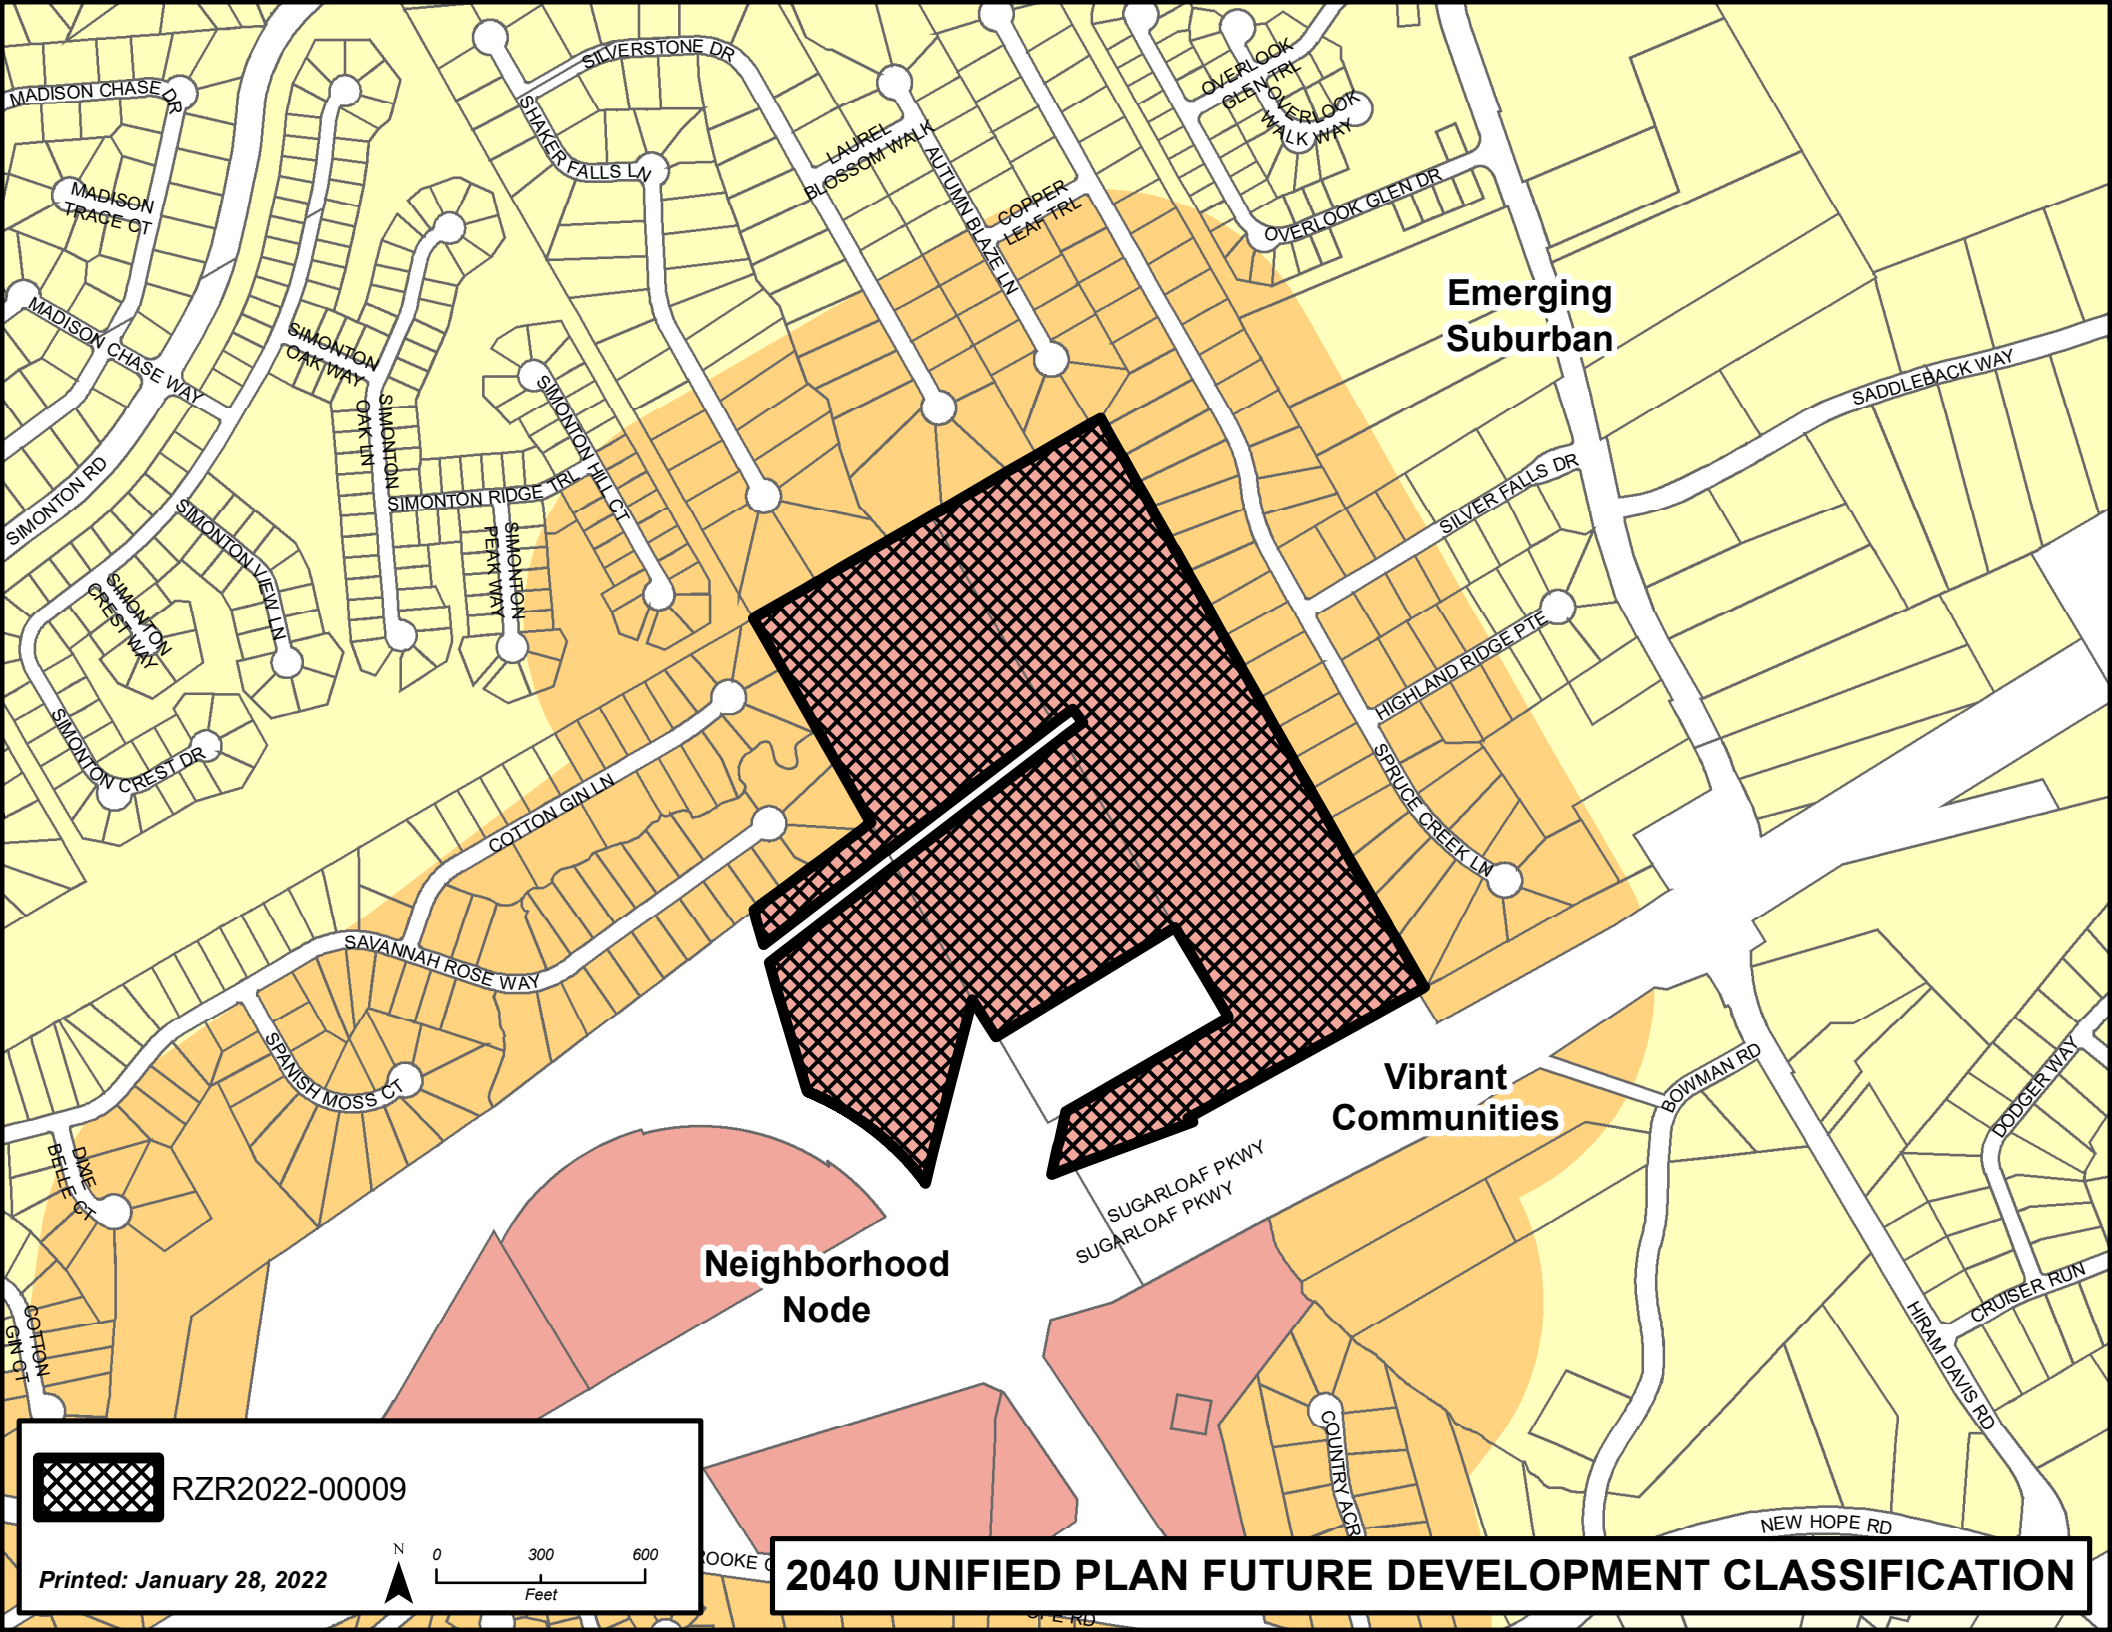 SILVERSTONE DR
MADISON CHASE DR
OVERLOOK
GLEN TRL
OVERLOOK
WALK WAY
SHAKER FALLS LN
LAUREL
BLOSSOM WALK
AUTUMN BLAZE LN
COPPER
LEAF TRL
OVERLOOK GLEN DR
MADISON
TRACE CT
MADISON CHASE WAY
SIMONTON
OAK WAY
SIMONTON
OAK LN
SIMONTON HILL CT
Emerging
Suburban
SADDLEBACK WAY
SIMONTON RD
SIMONTON RIDGE TRL
SIMONTON
PEAK WAY
SIMONTON VIEW LN
SIMONTON
CREST WAY
SILVER FALLS DR
HIGHLAND RIDGE PTE
SIMONTON CREST DR
COTTON GIN LN
SPRUCE CREEK LN
SAVANNAH ROSE WAY
SPANISH MOSS CT
DIXIE
BELLE CT
Vibrant
Communities
BOWMAN RD
DODGER WAY
SUGARLOAF PKWY
SUGARLOAF PKWY
Neighborhood
Node
COTTON
GIN CT
CRUISER RUN
HIRAM DAVIS RD
COUNTRY ACR
NEW HOPE RD
RZR2022-00009
Printed: January 28, 2022
N
0 300 600
Feet
2040 UNIFIED PLAN FUTURE DEVELOPMENT CLASSIFICATION